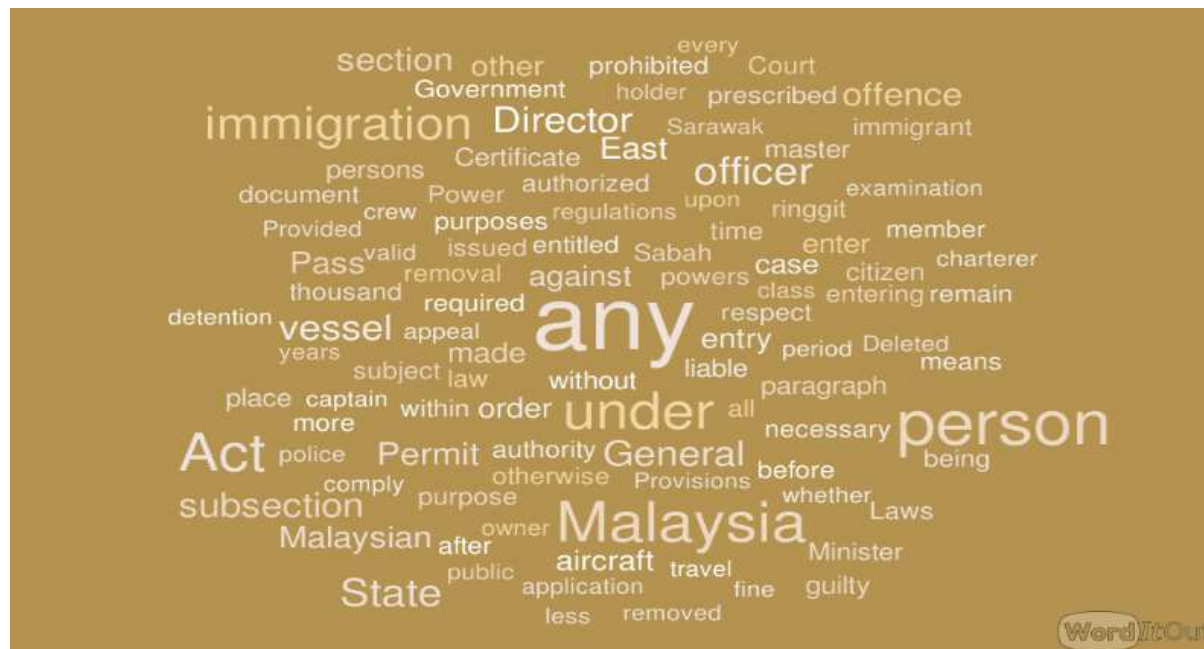 every
section other prohibited Court
Government holder prescribed offence
immigration Director Sarawak immigrant
persons Certificate East officer master
document Power authorized upon examination
Provided crew purposes regulations time ringgit member
Pass valid issued entitled Sabah enter charterer
thousand removal against powers case citizen
detention required any class entering remain
vessel appeal respect
years made entry period Deleted means
subject law without liable paragraph
place captain within order under all necessary person
more
Act police Permit authority General before being
comply otherwise Provisions whether
subsection purpose owner Malaysia Laws
Malaysian after Minister
State public aircraft travel guilty
application fine
less removed
WordItOut